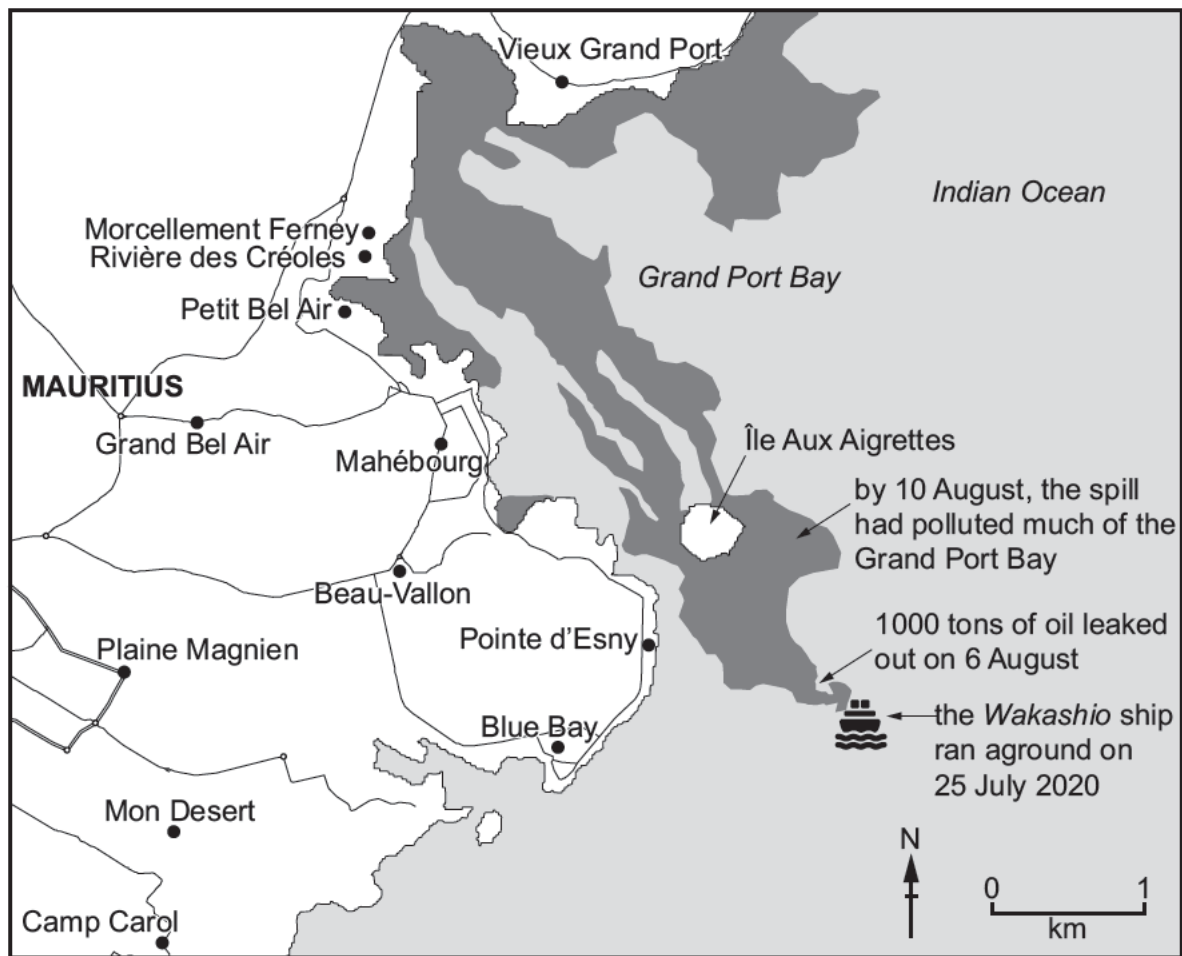 Vieux Grand Port
Indian Ocean
Morcellement Ferney
Rivière des Créoles
Grand Port Bay
Petit Bel Air
MAURITIUS
Grand Bel Air
Mahébourg
Île Aux Aigrettes
by 10 August, the spill
had polluted much of the
Grand Port Bay
Beau-Vallon
1000 tons of oil leaked
out on 6 August
Pointe d’Esny
Plaine Magnien
the Wakashio ship
ran aground on
25 July 2020
Blue Bay
Mon Desert
N
0 1
km
Camp Carol